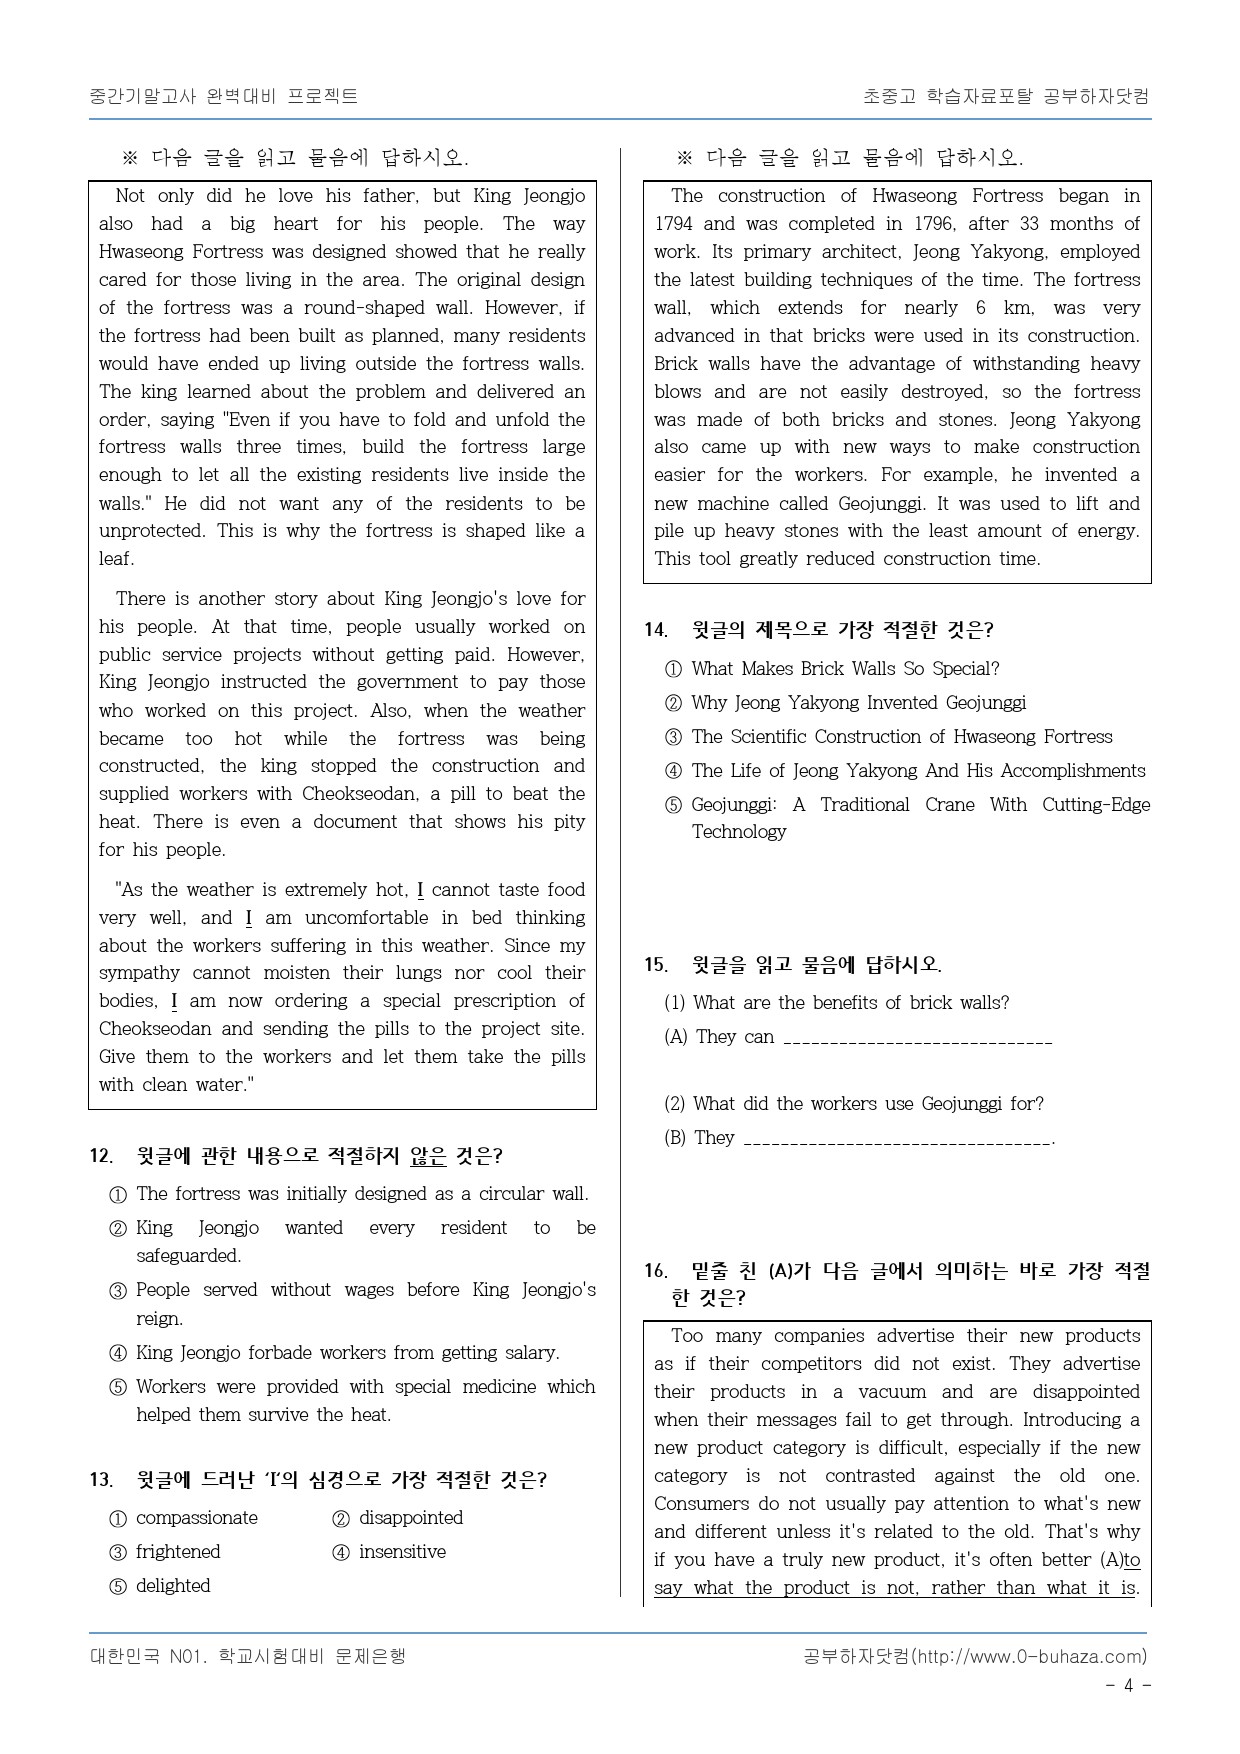 중간기말고사 완벽대비 프로젝트
초중고 학습자료포탈 공부하자닷컴
※ 다음 글을 읽고 물음에 답하시오.
Not only did he love his father, but King Jeongjo
also had a big heart for his people. The way
Hwaseong Fortress was designed showed that he really
cared for those living in the area. The original design
of the fortress was a round-shaped wall. However, if
the fortress had been built as planned, many residents
would have ended up living outside the fortress walls.
The king learned about the problem and delivered an
order, saying "Even if you have to fold and unfold the
fortress walls three times, build the fortress large
enough to let all the existing residents live inside the
walls." He did not want any of the residents to be
unprotected. This is why the fortress is shaped like a
leaf.
There is another story about King Jeongjo's love for
his people. At that time, people usually worked on
public service projects without getting paid. However,
King Jeongjo instructed the government to pay those
who worked on this project. Also, when the weather
became too hot while the fortress was being
constructed, the king stopped the construction and
supplied workers with Cheokseodan, a pill to beat the
heat. There is even a document that shows his pity
for his people.
"As the weather is extremely hot, I cannot taste food
very well, and I am uncomfortable in bed thinking
about the workers suffering in this weather. Since my
sympathy cannot moisten their lungs nor cool their
bodies, I am now ordering a special prescription of
Cheokseodan and sending the pills to the project site.
Give them to the workers and let them take the pills
with clean water."
12. 윗글에 관한 내용으로 적절하지 않은 것은?
① The fortress was initially designed as a circular wall.
② King Jeongjo wanted every resident to be
safeguarded.
③ People served without wages before King Jeongjo's
reign.
④ King Jeongjo forbade workers from getting salary.
⑤ Workers were provided with special medicine which
helped them survive the heat.
13. 윗글에 드러난 'I'의 심경으로 가장 적절한 것은?
① compassionate ② disappointed
③ frightened ④ insensitive
⑤ delighted
※ 다음 글을 읽고 물음에 답하시오.
The construction of Hwaseong Fortress began in
1794 and was completed in 1796, after 33 months of
work. Its primary architect, Jeong Yakyong, employed
the latest building techniques of the time. The fortress
wall, which extends for nearly 6 km, was very
advanced in that bricks were used in its construction.
Brick walls have the advantage of withstanding heavy
blows and are not easily destroyed, so the fortress
was made of both bricks and stones. Jeong Yakyong
also came up with new ways to make construction
easier for the workers. For example, he invented a
new machine called Geojunggi. It was used to lift and
pile up heavy stones with the least amount of energy.
This tool greatly reduced construction time.
14. 윗글의 제목으로 가장 적절한 것은?
① What Makes Brick Walls So Special?
② Why Jeong Yakyong Invented Geojunggi
③ The Scientific Construction of Hwaseong Fortress
④ The Life of Jeong Yakyong And His Accomplishments
⑤ Geojunggi: A Traditional Crane With Cutting-Edge
Technology
15. 윗글을 읽고 물음에 답하시오.
(1) What are the benefits of brick walls?
(A) They can _____________________________
(2) What did the workers use Geojunggi for?
(B) They _________________________________.
16. 밑줄 친 (A)가 다음 글에서 의미하는 바로 가장 적절
한 것은?
Too many companies advertise their new products
as if their competitors did not exist. They advertise
their products in a vacuum and are disappointed
when their messages fail to get through. Introducing a
new product category is difficult, especially if the new
category is not contrasted against the old one.
Consumers do not usually pay attention to what's new
and different unless it's related to the old. That's why
if you have a truly new product, it's often better (A)to
say what the product is not, rather than what it is.
대한민국 N01. 학교시험대비 문제은행
공부하자닷컴(http://www.0-buhaza.com)
- 4 -